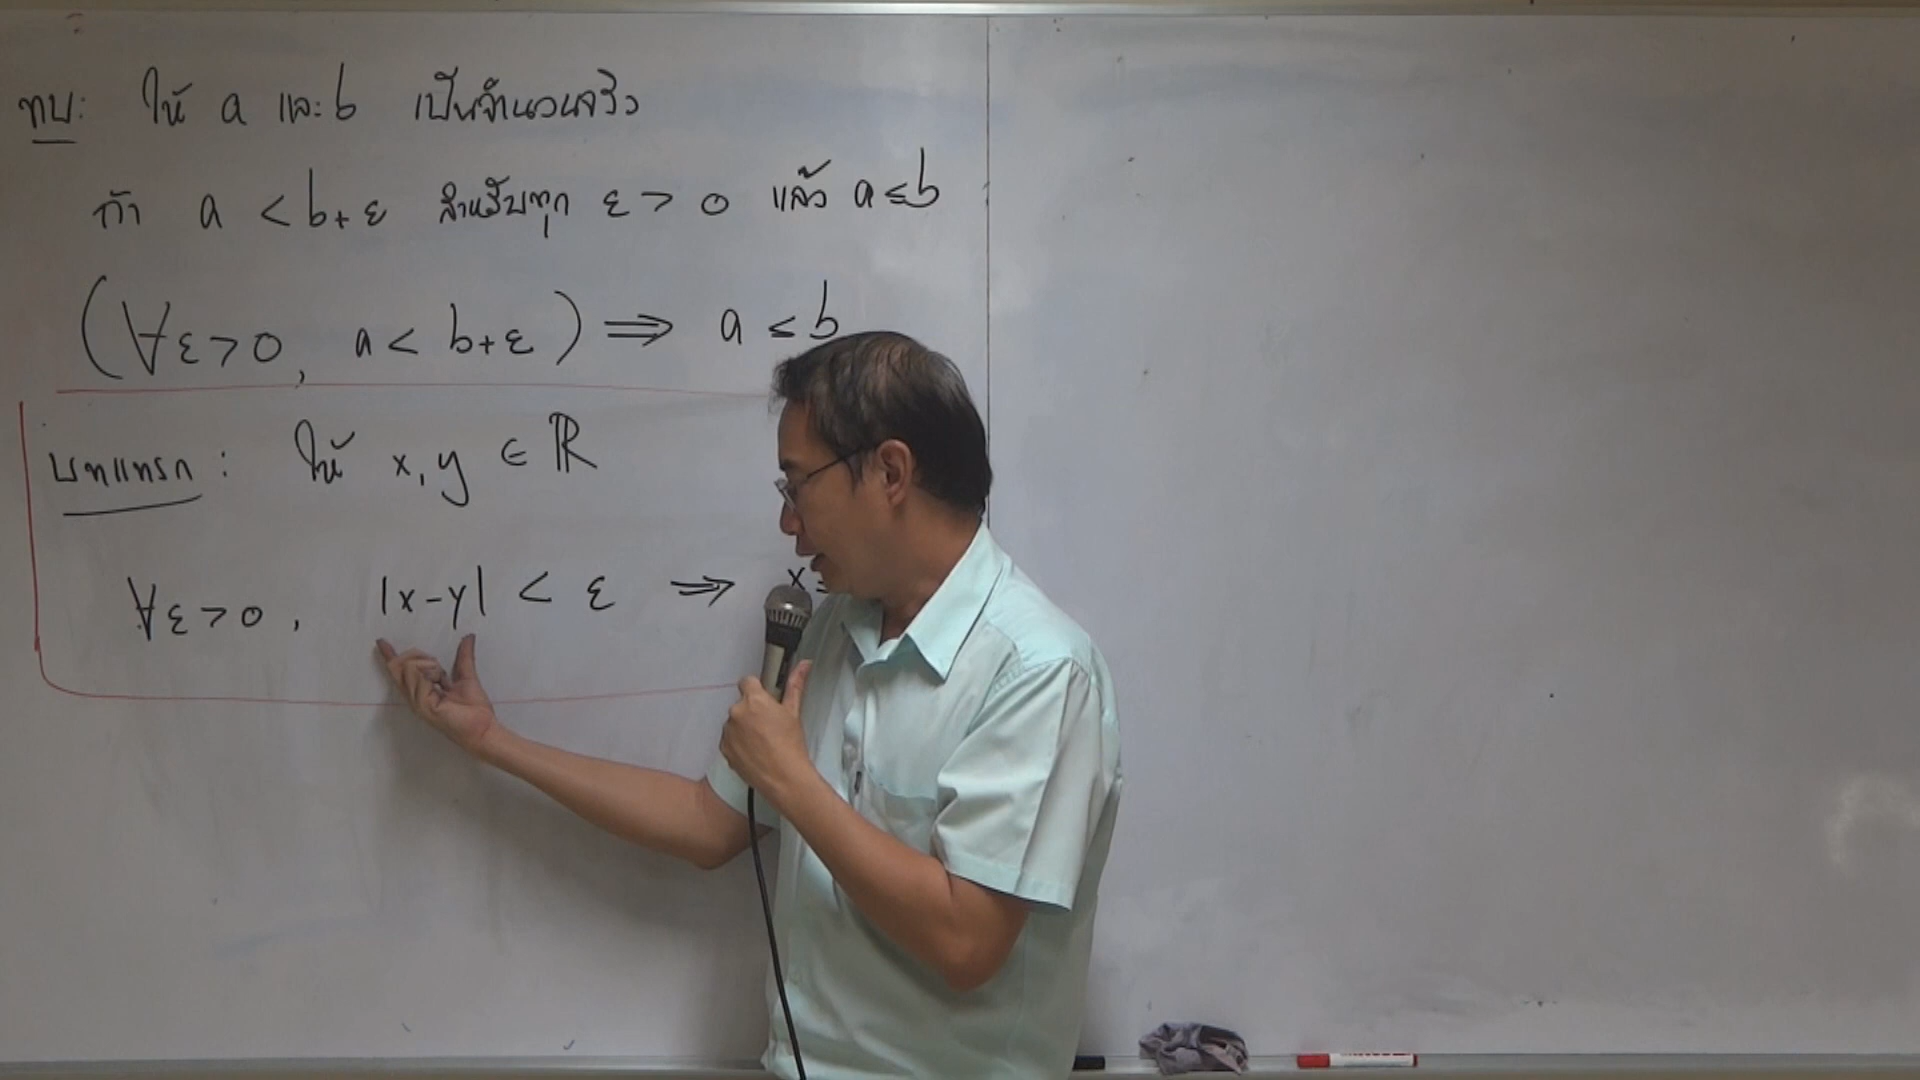 ทบ: ให้ a และ b เป็นจำนวนจริง
ถ้า a < b + ε สำหรับทุก ε > 0 แล้ว a ≤ b
(∀ε > 0, a < b + ε) ⟹ a ≤ b
บทแทรก : ให้ x, y ∈ ℝ
∀ε > 0, |x - y| < ε ⟹ x =